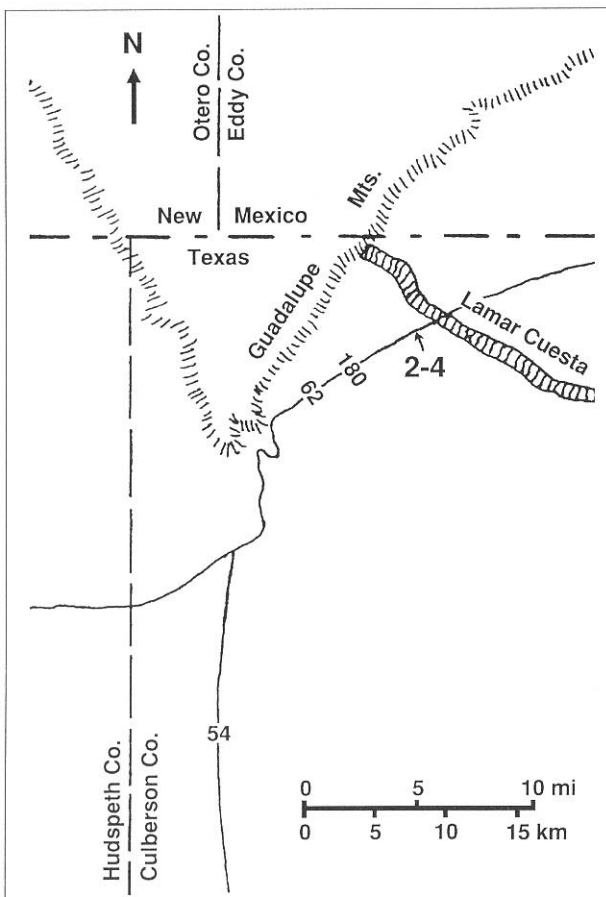 N
Otero Co.
Eddy Co.
Mts.
New Mexico
Texas
Guadalupe
Lamar Cuesta
180
62
2-4
54
Hudspeth Co.
Culberson Co.
0 5 10 mi
0 5 10 15 km